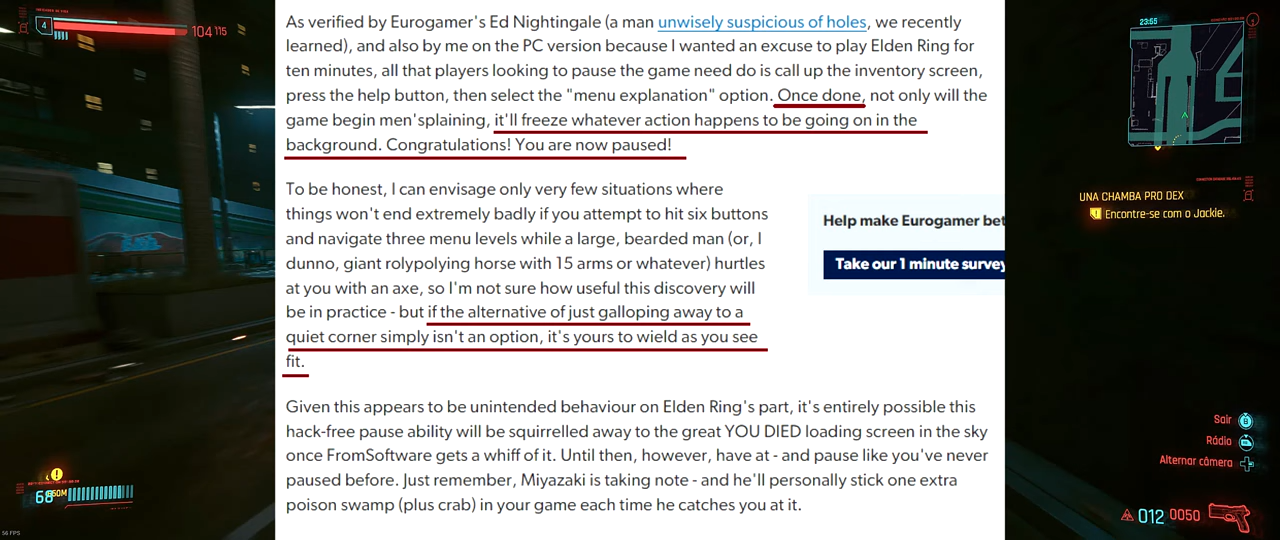 4
104 115
As verified by Eurogamer's Ed Nightingale (a man unwisely suspicious of holes, we recently
learned), and also by me on the PC version because I wanted an excuse to play Elden Ring for
ten minutes, all that players looking to pause the game need do is call up the inventory screen,
press the help button, then select the "menu explanation" option. Once done, not only will the
game begin men'splaining, it'll freeze whatever action happens to be going on in the
background. Congratulations! You are now paused!
To be honest, I can envisage only very few situations where
things won't end extremely badly if you attempt to hit six buttons
and navigate three menu levels while a large, bearded man (or, I
dunno, giant rolypolying horse with 15 arms or whatever) hurtles
at you with an axe, so I'm not sure how useful this discovery will
be in practice - but if the alternative of just galloping away to a
quiet corner simply isn't an option, it's yours to wield as you see
fit.
Help make Eurogamer bet
Take our 1 minute survey
Given this appears to be unintended behaviour on Elden Ring's part, it's entirely possible this
hack-free pause ability will be squirrelled away to the great YOU DIED loading screen in the sky
once FromSoftware gets a whiff of it. Until then, however, have at - and pause like you've never
paused before. Just remember, Miyazaki is taking note - and he'll personally stick one extra
poison swamp (plus crab) in your game each time he catches you at it.
23:55
UNA CHAMBA PRO DEX
Encontre-se com o Jackie.
Sair
Rádio
Alternar câmera
012 0050
68
56 FPS